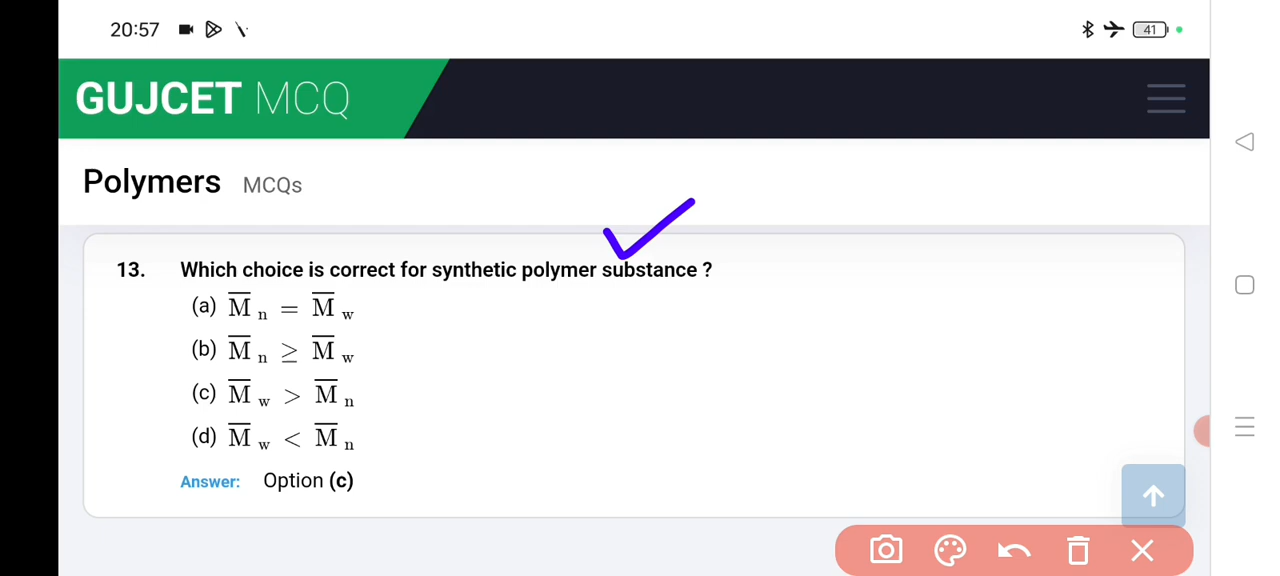 20:57
41
GUJCET MCQ
Polymers MCQs
13. Which choice is correct for synthetic polymer substance ?
(a) M̅ n = M̅ w
(b) M̅ n ≥ M̅ w
(c) M̅ w > M̅ n
(d) M̅ w < M̅ n
Answer: Option (c)